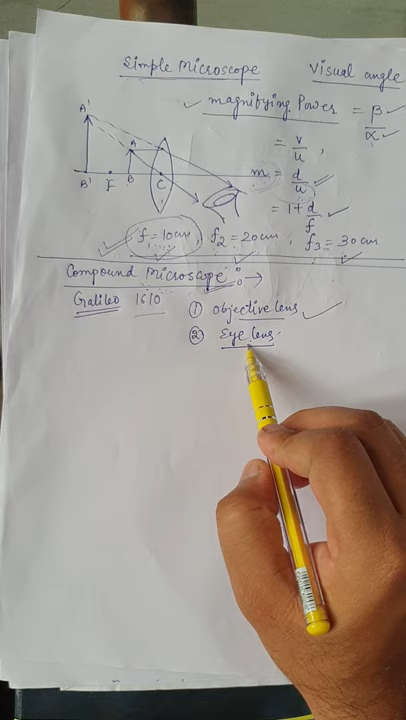 Simple Microscope
Visual angle
magnifying Power = β/α
= v/u ,
m = d/u
= 1+ d/f
A'
A
B' F B C
f1 = 10cm , f2 = 20cm , f3 = 30cm
Compound Microscape :→
Galileo 1610
① Objective lens
② Eye lens